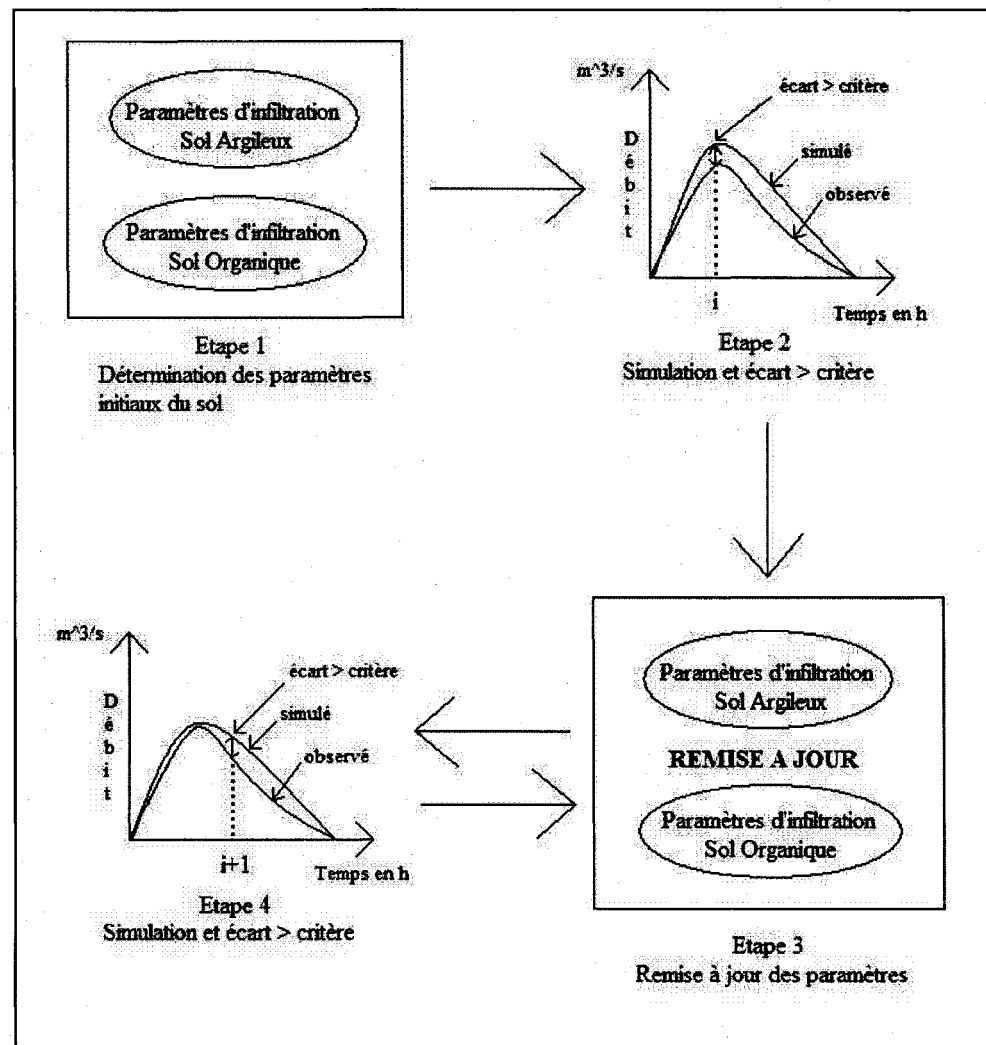 Paramètres d'infiltration
Sol Argileux
Paramètres d'infiltration
Sol Organique
Etape 1
Détermination des paramètres
initiaux du sol
m^3/s
écart > critère
Débit
simulé
observé
i
Temps en h
Etape 2
Simulation et écart > critère
Paramètres d'infiltration
Sol Argileux
REMISE A JOUR
Paramètres d'infiltration
Sol Organique
Etape 3
Remise à jour des paramètres
m^3/s
écart > critère
Débit
simulé
observé
i+1
Temps en h
Etape 4
Simulation et écart > critère